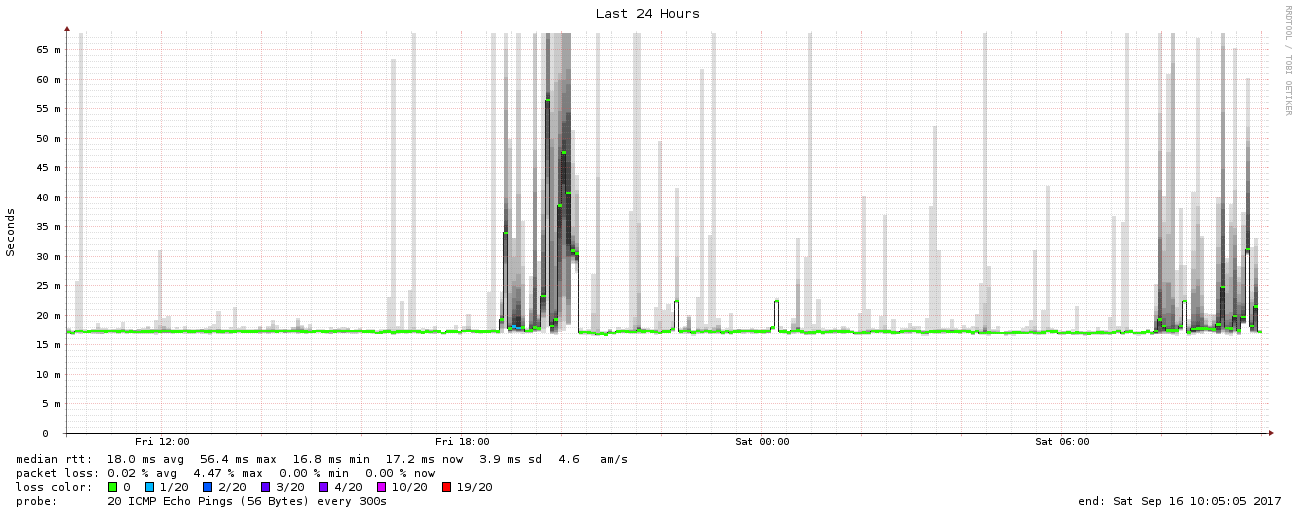 Last 24 Hours
RRDTOOL / TOBI OETIKER
Seconds
65 m
60 m
55 m
50 m
45 m
40 m
35 m
30 m
25 m
20 m
15 m
10 m
5 m
0
Fri 12:00 Fri 18:00 Sat 00:00 Sat 06:00
median rtt: 18.0 ms avg 56.4 ms max 16.8 ms min 17.2 ms now 3.9 ms sd 4.6 am/s
packet loss: 0.02 % avg 4.47 % max 0.00 % min 0.00 % now
loss color: 0 1/20 2/20 3/20 4/20 10/20 19/20
probe: 20 ICMP Echo Pings (56 Bytes) every 300s end: Sat Sep 16 10:05:05 2017